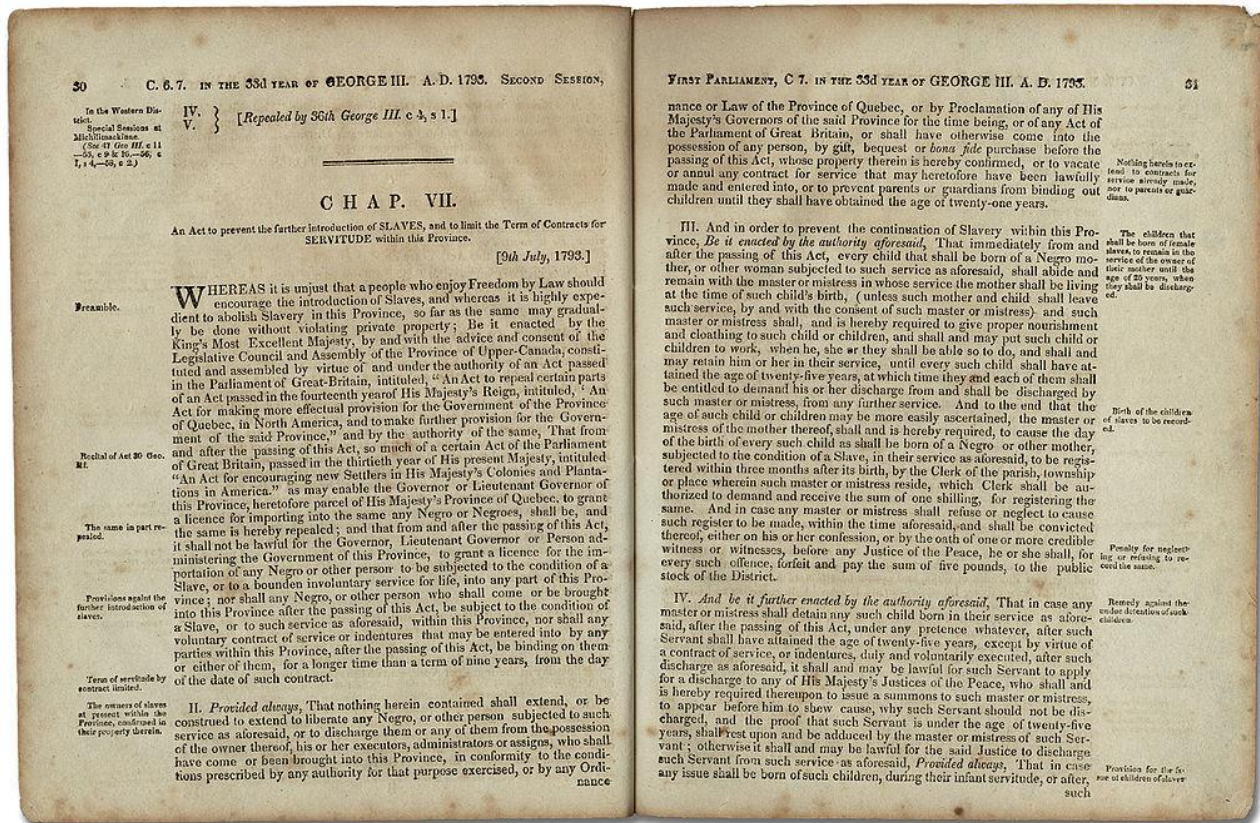 30 C. 6. 7. IN THE 33d YEAR OF GEORGE III. A. D. 1793. SECOND SESSION,
In the Western District.
Special Sessions at
Michilimackinac.
(See 47 Geo III. c 11
IV.
V.
[Repealed by 36th George III. c 4, s 1.]
CHAP. VII.
An Act to prevent the further introduction of SLAVES, and to limit the Term of Contracts for
SERVITUDE within this Province.
[9th July, 1793.]
Preamble.
WHEREAS it is unjust that a people who enjoy Freedom by Law should
encourage the introduction of Slaves, and whereas it is highly expe-
dient to abolish Slavery in this Province, so far as the same may gradual-
ly be done without violating private property; Be it enacted by the
King's Most Excellent Majesty, by and with the advice and consent of the
Legislative Council and Assembly of the Province of Upper-Canada, consti-
tuted and assembled by virtue of and under the authority of an Act passed
in the Parliament of Great-Britain, intituled, "An Act to repeal certain parts
of an Act passed in the fourteenth year of His Majesty's Reign, intituled, 'An
Act for making more effectual provision for the Government of the Province
of Quebec, in North America, and to make further provision for the Govern-
ment of the said Province," and by the authority of the same, That from
and after the passing of this Act, so much of a certain Act of the Parliament
of Great Britain, passed in the thirtieth year of His present Majesty, intituled
"An Act for encouraging new Settlers in His Majesty's Colonies and Planta-
tions in America." as may enable the Governor or Lieutenant Governor of
this Province, heretofore parcel of His Majesty's Province of Quebec, to grant
a licence for importing into the same any Negro or Negroes, shall be, and
the same is hereby repealed; and that from and after the passing of this Act,
it shall not be lawful for the Governor, Lieutenant Governor or Person ad-
ministering the Government of this Province, to grant a licence for the im-
portation of any Negro or other person to be subjected to the condition of a
Slave, or to a bounden involuntary service for life, into any part of this Pro-
vince; nor shall any Negro, or other person who shall come or be brought
into this Province after the passing of this Act, be subject to the condition of
a Slave, or to such service as aforesaid, within this Province, nor shall any
voluntary contract of service or indentures that may be entered into by any
parties within this Province, after the passing of this Act, be binding on them
or either of them, for a longer time than a term of nine years, from the day
of the date of such contract.
Recital of Act 30 Geo.
III.
The same in part re-
pealed.
Provisions againt the
further introduction of
slaves.
Term of servitude by
contract limited.
The owners of slaves
at present within the
Province, confirmed in
their property therein.
II. Provided always, That nothing herein contained shall extend, or be
construed to extend to liberate any Negro, or other person subjected to such
service as aforesaid, or to discharge them or any of them from the possession
of the owner thereof, his or her executors, administrators or assigns, who shall
have come or been brought into this Province, in conformity to the condi-
tions prescribed by any authority for that purpose exercised, or by any Ordi-
nance
FIRST PARLIAMENT, C 7. IN THE 33d YEAR OF GEORGE III. A. D. 1793. 31
nance or Law of the Province of Quebec, or by Proclamation of any of His
Majesty's Governors of the said Province for the time being, or of any Act of
the Parliament of Great Britain, or shall have otherwise come into the
possession of any person, by gift, bequest or bona fide purchase before the
passing of this Act, whose property therein is hereby confirmed, or to vacate
or annul any contract for service that may heretofore have been lawfully
made and entered into, or to prevent parents or guardians from binding out
children until they shall have obtained the age of twenty-one years.
Nothing herein to ex-
tend to contracts for
service already made,
nor to parents or guar-
dians.
III. And in order to prevent the continuation of Slavery within this Pro-
vince, Be it enacted by the authority aforesaid, That immediately from and
after the passing of this Act, every child that shall be born of a Negro mo-
ther, or other woman subjected to such service as aforesaid, shall abide and
remain with the master or mistress in whose service the mother shall be living
at the time of such child's birth, (unless such mother and child shall leave
such service, by and with the consent of such master or mistress) and such
master or mistress shall, and is hereby required to give proper nourishment
and cloathing to such child or children, and shall and may put such child or
children to work, when he, she or they shall be able so to do, and shall and
may retain him or her in their service, until every such child shall have at-
tained the age of twenty-five years, at which time they and each of them shall
be entitled to demand his or her discharge from and shall be discharged by
such master or mistress, from any further service. And to the end that the
age of such child or children may be more easily ascertained, the master or
mistress of the mother thereof, shall and is hereby required, to cause the day
of the birth of every such child as shall be born of a Negro or other mother,
subjected to the condition of a Slave, in their service as aforesaid, to be regis-
tered within three months after its birth, by the Clerk of the parish, township
or place wherein such master or mistress reside, which Clerk shall be au-
thorized to demand and receive the sum of one shilling, for registering the
same. And in case any master or mistress shall refuse or neglect to cause
such register to be made, within the time aforesaid, and shall be convicted
thereof, either on his or her confession, or by the oath of one or more credible
witness or witnesses, before any Justice of the Peace, he or she shall, for
every such offence, forfeit and pay the sum of five pounds, to the public
stock of the District.
The children that
shall be born of female
slaves, to remain in the
service of the owner of
their mother until the
age of 25 years, when
they shall be discharg-
ed.
Birth of the children
of slaves to be record-
ed.
Penalty for neglect-
ing or refusing to re-
cord the same.
IV. And be it further enacted by the authority aforesaid, That in case any
master or mistress shall detain any such child born in their service as afore-
said, after the passing of this Act, under any pretence whatever, after such
Servant shall have attained the age of twenty-five years, except by virtue of
a contract of service, or indentures, duly and voluntarily executed, after such
discharge as aforesaid, it shall and may be lawful for such Servant to apply
for a discharge to any of His Majesty's Justices of the Peace, who shall and
is hereby required thereupon to issue a summons to such master or mistress,
to appear before him to shew cause, why such Servant should not be dis-
charged, and the proof that such Servant is under the age of twenty-five
years, shall rest upon and be adduced by the master or mistress of such Ser-
vant; otherwise it shall and may be lawful for the said Justice to discharge
such Servant from such service as aforesaid, Provided always, That in case
any issue shall be born of such children, during their infant servitude, or after,
such
Remedy against the
undue detention of such
children.
Provision for the is-
sue of children of slaves